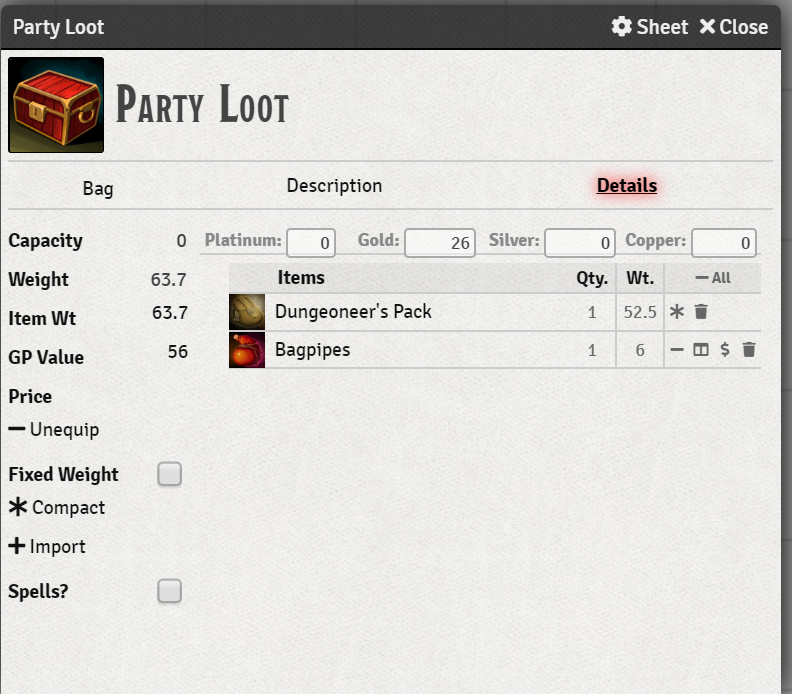 Party Loot Sheet Close
Party Loot
Bag Description Details
Capacity 0 Platinum: 0 Gold: 26 Silver: 0 Copper: 0
Weight 63.7 Items Qty. Wt. All
Item Wt 63.7 Dungeoneer's Pack 1 52.5
GP Value 56 Bagpipes 1 6 $
Price
Unequip
Fixed Weight
Compact
Import
Spells?